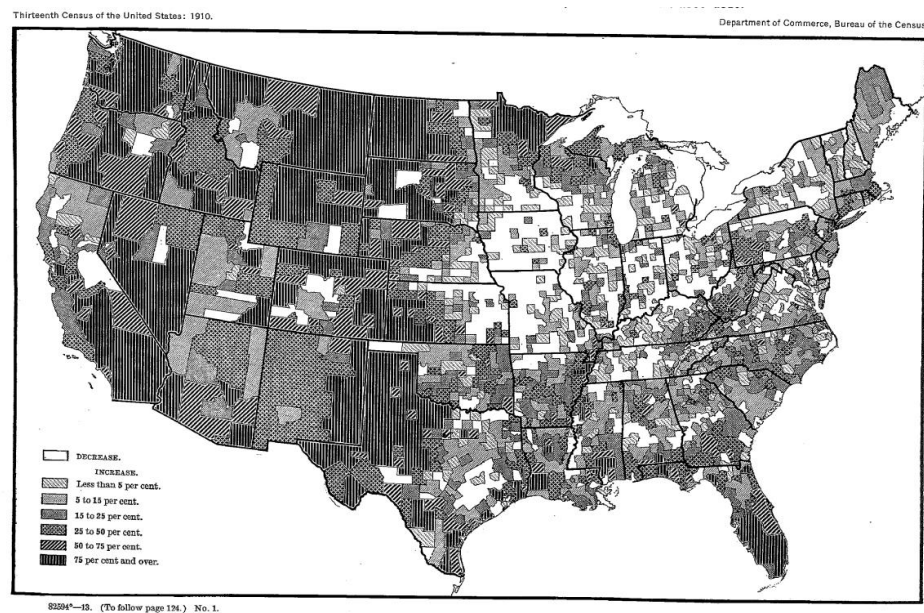 Thirteenth Census of the United States: 1910.
Department of Commerce, Bureau of the Census
DECREASE.
INCREASE.
Less than 5 per cent.
5 to 15 per cent.
15 to 25 per cent.
25 to 50 per cent.
50 to 75 per cent.
75 per cent and over.
82594°—13. (To follow page 124.) No. 1.